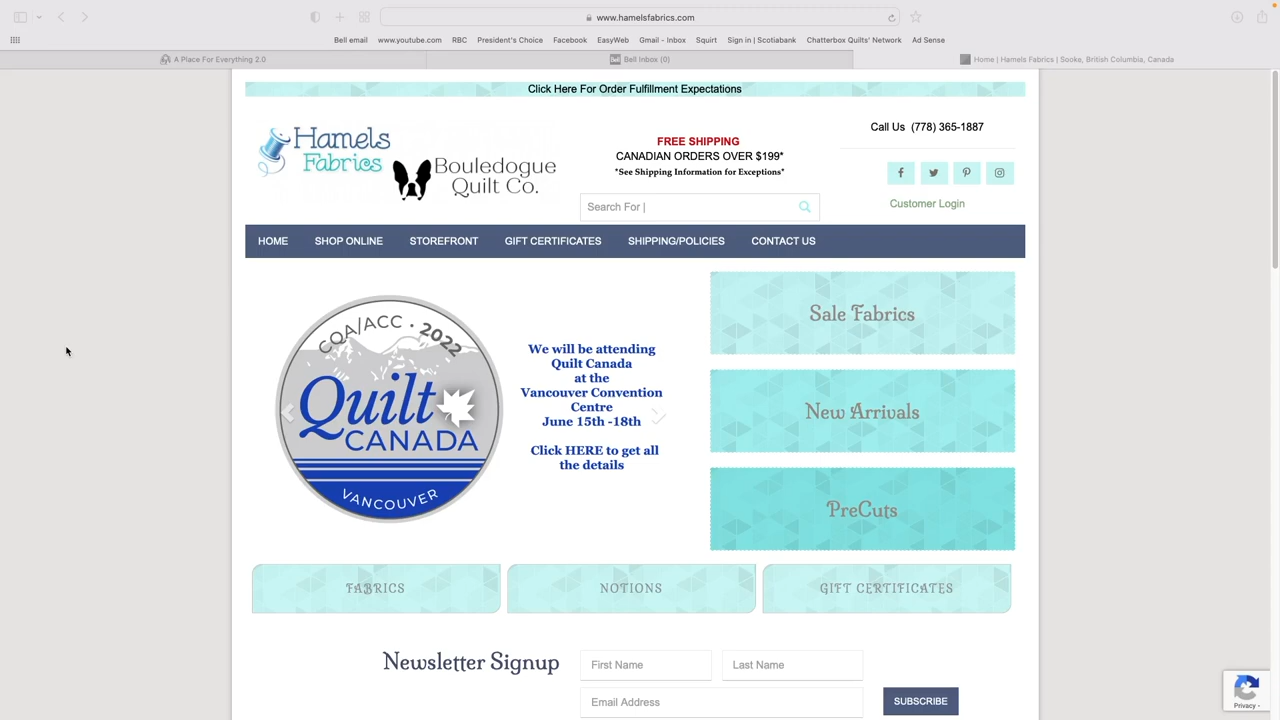 www.hamelsfabrics.com
Bell email www.youtube.com RBC President's Choice Facebook EasyWeb Gmail - Inbox Squirt Sign in | Scotiabank Chatterbox Quilts' Network Ad Sense
A Place For Everything 2.0 Bell Inbox (0) Home | Hamels Fabrics | Sooke, British Columbia, Canada
Click Here For Order Fulfillment Expectations
Hamels
Fabrics
Bouledogue
Quilt Co.
FREE SHIPPING
CANADIAN ORDERS OVER $199*
*See Shipping Information for Exceptions*
Call Us (778) 365-1887
Customer Login
Search For |
HOME SHOP ONLINE STOREFRONT GIFT CERTIFICATES SHIPPING/POLICIES CONTACT US
CQA/ACC · 2022
Quilt
CANADA
VANCOUVER
We will be attending
Quilt Canada
at the
Vancouver Convention
Centre
June 15th -18th
Click HERE to get all
the details
Sale Fabrics
New Arrivals
PreCuts
FABRICS NOTIONS GIFT CERTIFICATES
Newsletter Signup
First Name Last Name
Email Address
SUBSCRIBE
Privacy -